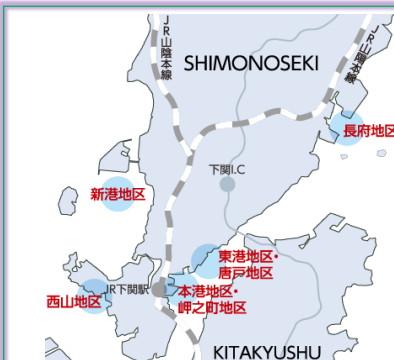 JR山陰本線
SHIMONOSEKI
JR山陽本線
長府地区
下関I.C
新港地区
東港地区・
唐戸地区
JR下関駅
本港地区・
岬之町地区
西山地区
KITAKYUSHU